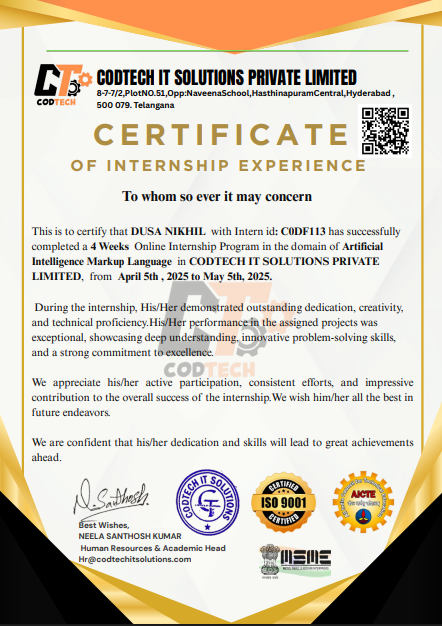 CODTECH IT SOLUTIONS PRIVATE LIMITED
8-7-7/2,PlotNO.51,Opp:NaveenaSchool,HasthinapuramCentral,Hyderabad ,
500 079. Telangana
CT
CODTECH
CERTIFICATE
OF INTERNSHIP EXPERIENCE
To whom so ever it may concern
This is to certify that DUSA NIKHIL with Intern id: C0DF113 has successfully
completed a 4 Weeks Online Internship Program in the domain of Artificial
Intelligence Markup Language in CODTECH IT SOLUTIONS PRIVATE
LIMITED, from April 5th , 2025 to May 5th, 2025.
During the internship, His/Her demonstrated outstanding dedication, creativity,
and technical proficiency.His/Her performance in the assigned projects was
exceptional, showcasing deep understanding, innovative problem-solving skills,
and a strong commitment to excellence.
CT
CODTECH
We appreciate his/her active participation, consistent efforts, and impressive
contribution to the overall success of the internship.We wish him/her all the best in
future endeavors.
We are confident that his/her dedication and skills will lead to great achievements
ahead.
N. Santhosh.
Best Wishes,
NEELA SANTHOSH KUMAR
Human Resources & Academic Head
Hr@codtechitsolutions.com
CODTECH IT SOLUTIONS
CERTIFIED
ISO 9001
CERTIFIED
AICTE
MSME